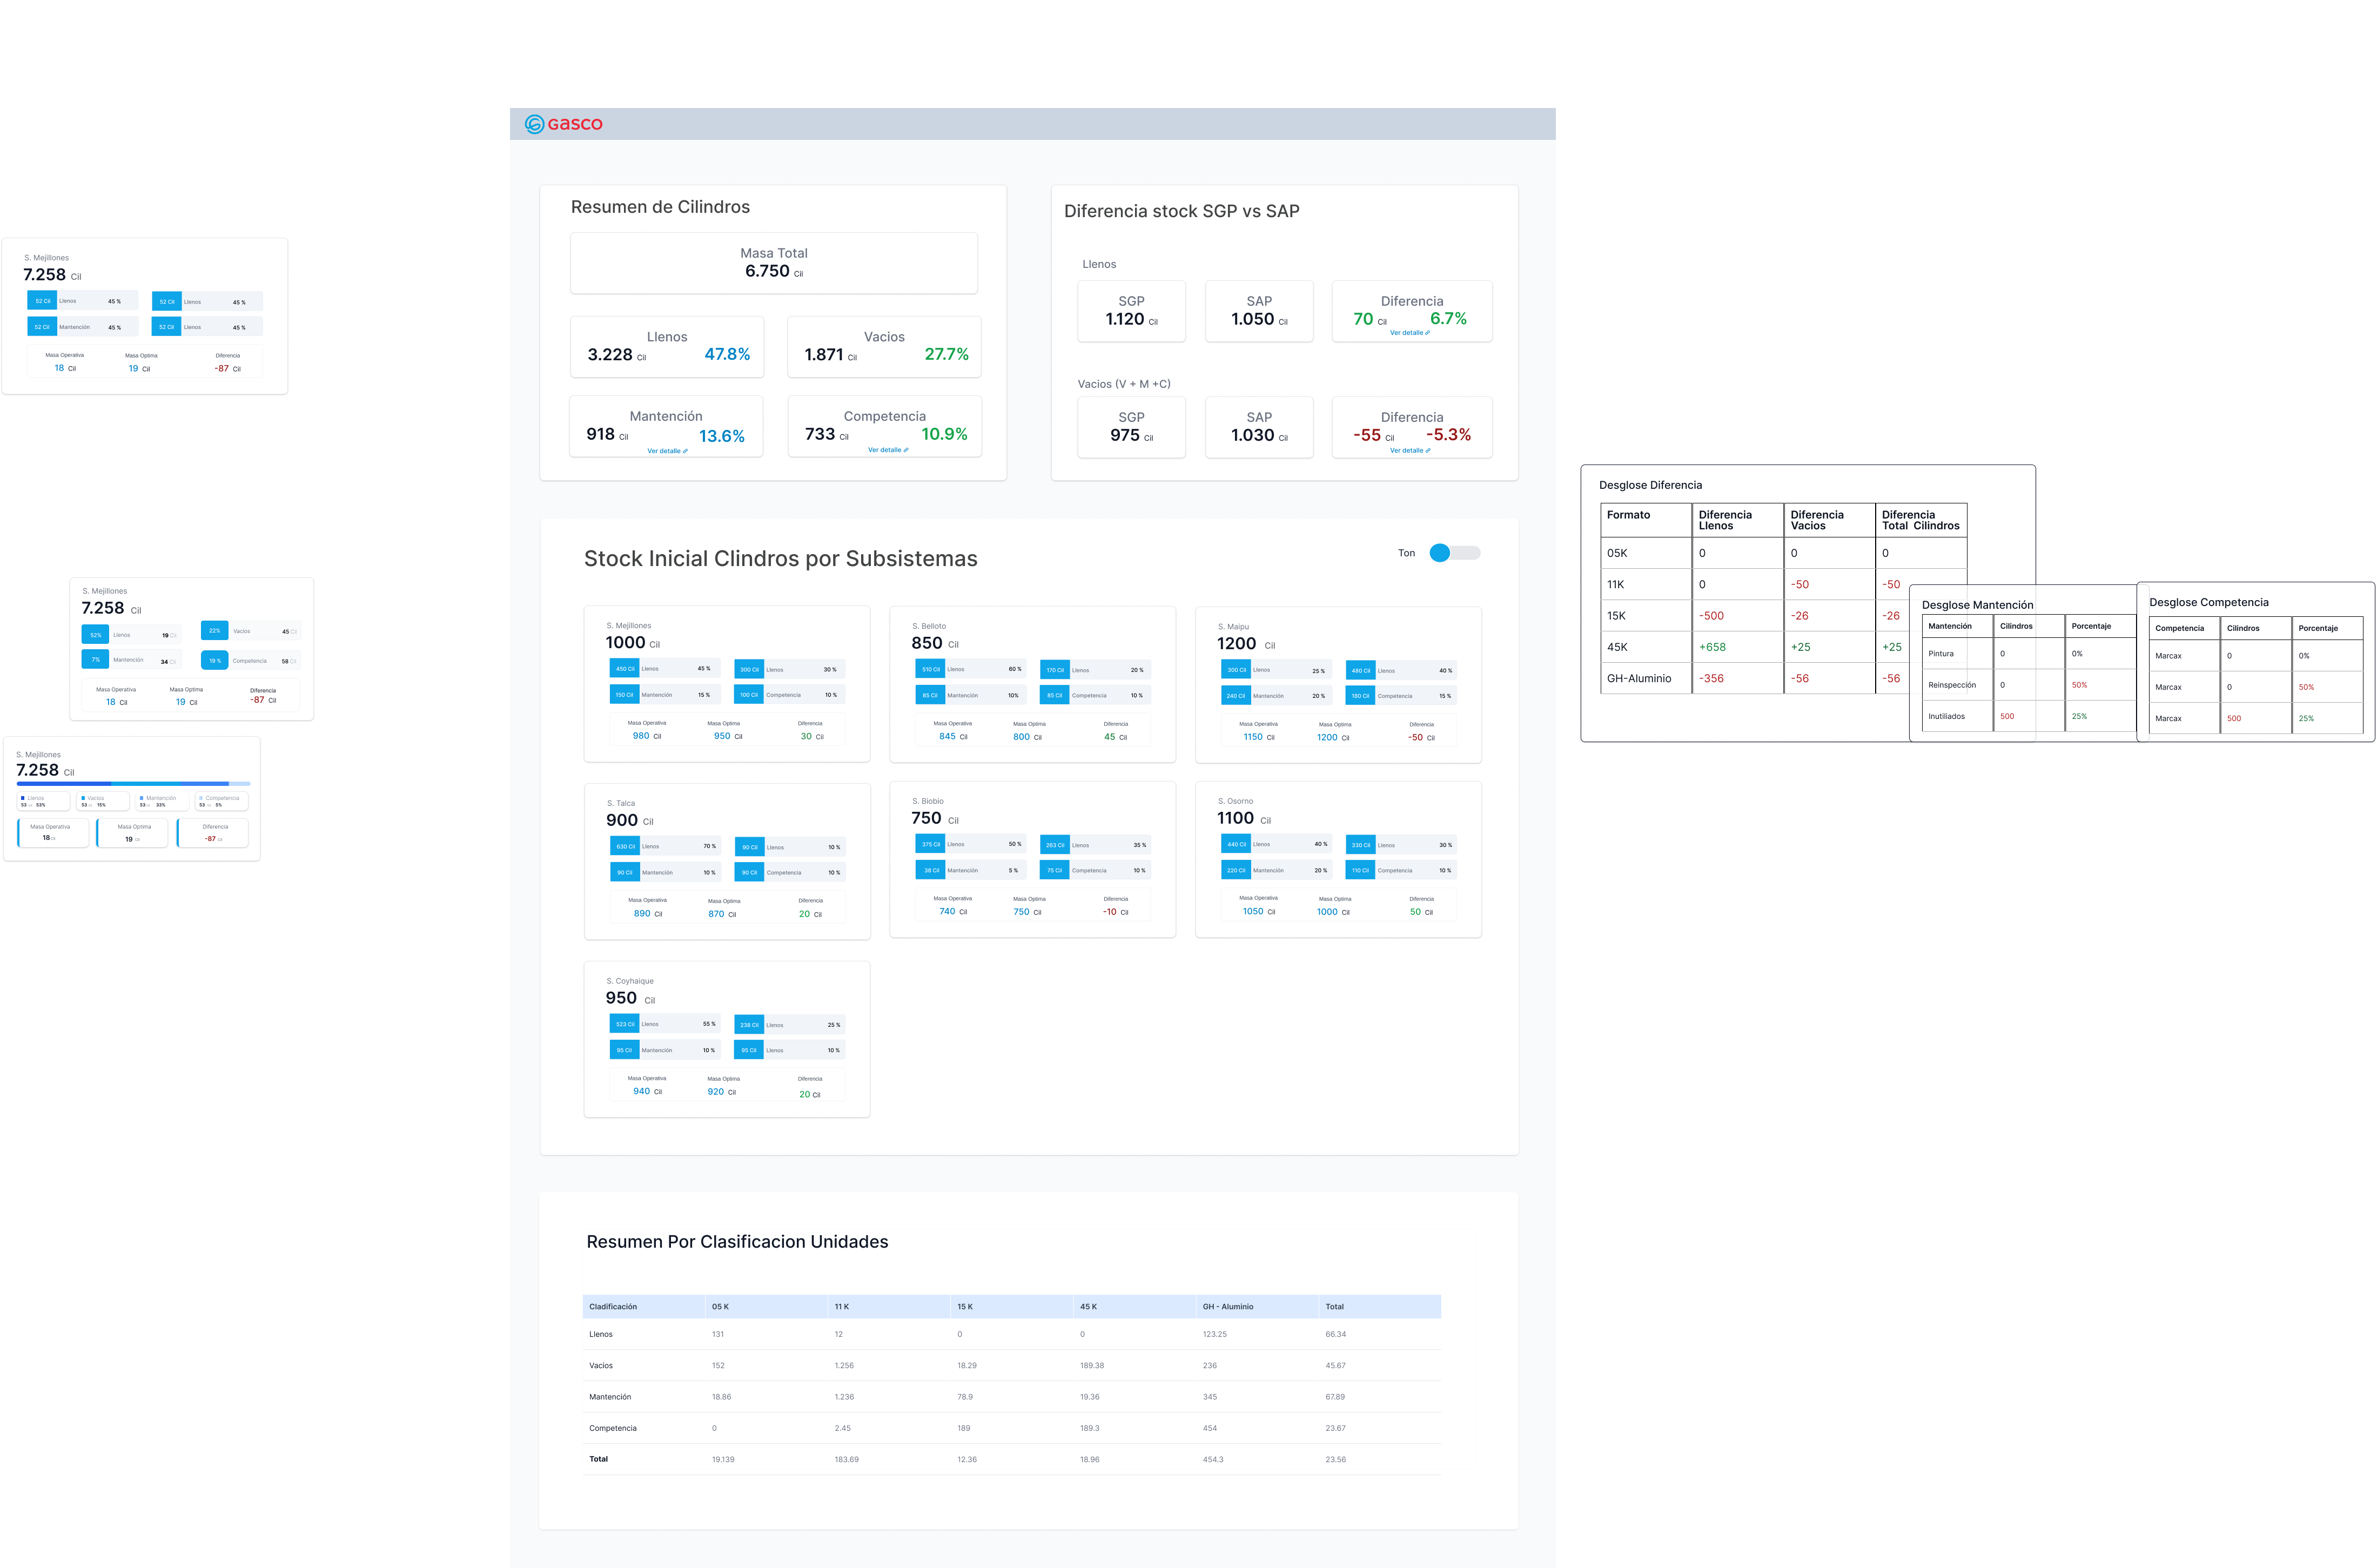 GASCO
Resumen de Cilindros
Masa Total
6.750 Cil
Llenos
3.228 Cil 47.8%
Vacios
1.871 Cil 27.7%
Mantención
918 Cil 13.6%
Ver detalle
Competencia
733 Cil 10.9%
Ver detalle
Diferencia stock SGP vs SAP
Llenos
SGP
1.120 Cil
SAP
1.050 Cil
Diferencia
70 Cil 6.7%
Ver detalle
Vacios (V + M +C)
SGP
975 Cil
SAP
1.030 Cil
Diferencia
-55 Cil -5.3%
Ver detalle
S. Mejillones
7.258 Cil
52 Cil Llenos 45 %
52 Cil Llenos 45 %
52 Cil Mantención 45 %
52 Cil Llenos 45 %
Masa Operativa Masa Optima Diferencia
18 Cil 19 Cil -87 Cil
S. Mejillones
7.258 Cil
52% Llenos 19 Cil
22% Vacios 45 Cil
7% Mantención 34 Cil
19 % Competencia 58 Cil
Masa Operativa Masa Optima Diferencia
18 Cil 19 Cil -87 Cil
S. Mejillones
7.258 Cil
Llenos Vacios Mantención Competencia
53 Cil 53% 53 Cil 15% 53 Cil 33% 53 Cil 5%
Masa Operativa Masa Optima Diferencia
18 Cil 19 Cil -87 Cil
Stock Inicial Clindros por Subsistemas
Ton
S. Mejillones
1000 Cil
450 Cil Llenos 45 %
300 Cil Llenos 30 %
150 Cil Mantención 15 %
100 Cil Competencia 10 %
Masa Operativa Masa Optima Diferencia
980 Cil 950 Cil 30 Cil
S. Belloto
850 Cil
510 Cil Llenos 60 %
170 Cil Llenos 20 %
85 Cil Mantención 10%
85 Cil Competencia 10 %
Masa Operativa Masa Optima Diferencia
845 Cil 800 Cil 45 Cil
S. Maipu
1200 Cil
300 Cil Llenos 25 %
480 Cil Llenos 40 %
240 Cil Mantención 20 %
180 Cil Competencia 15 %
Masa Operativa Masa Optima Diferencia
1150 Cil 1200 Cil -50 Cil
S. Talca
900 Cil
630 Cil Llenos 70 %
90 Cil Llenos 10 %
90 Cil Mantención 10 %
90 Cil Competencia 10 %
Masa Operativa Masa Optima Diferencia
890 Cil 870 Cil 20 Cil
S. Biobio
750 Cil
375 Cil Llenos 50 %
263 Cil Llenos 35 %
38 Cil Mantención 5 %
75 Cil Competencia 10 %
Masa Operativa Masa Optima Diferencia
740 Cil 750 Cil -10 Cil
S. Osorno
1100 Cil
440 Cil Llenos 40 %
330 Cil Llenos 30 %
220 Cil Mantención 20 %
110 Cil Competencia 10 %
Masa Operativa Masa Optima Diferencia
1050 Cil 1000 Cil 50 Cil
S. Coyhaique
950 Cil
523 Cil Llenos 55 %
238 Cil Llenos 25 %
95 Cil Mantención 10 %
95 Cil Llenos 10 %
Masa Operativa Masa Optima Diferencia
940 Cil 920 Cil 20 Cil
Resumen Por Clasificacion Unidades
Cladificación 05 K 11 K 15 K 45 K GH - Aluminio Total
Llenos 131 12 0 0 123.25 66.34
Vacios 152 1.256 18.29 189.38 236 45.67
Mantención 18.86 1.236 78.9 19.36 345 67.89
Competencia 0 2.45 189 189.3 454 23.67
Total 19.139 183.69 12.36 18.96 454.3 23.56
Desglose Diferencia
Formato Diferencia Diferencia Diferencia
Llenos Vacios Total Cilindros
05K 0 0 0
11K 0 -50 -50
15K -500 -26 -26
45K +658 +25 +25
GH-Aluminio -356 -56 -56
Desglose Mantención
Mantención Cilindros Porcentaje
Pintura 0 0%
Reinspección 0 50%
Inutiliados 500 25%
Desglose Competencia
Competencia Cilindros Porcentaje
Marcax 0 0%
Marcax 0 50%
Marcax 500 25%